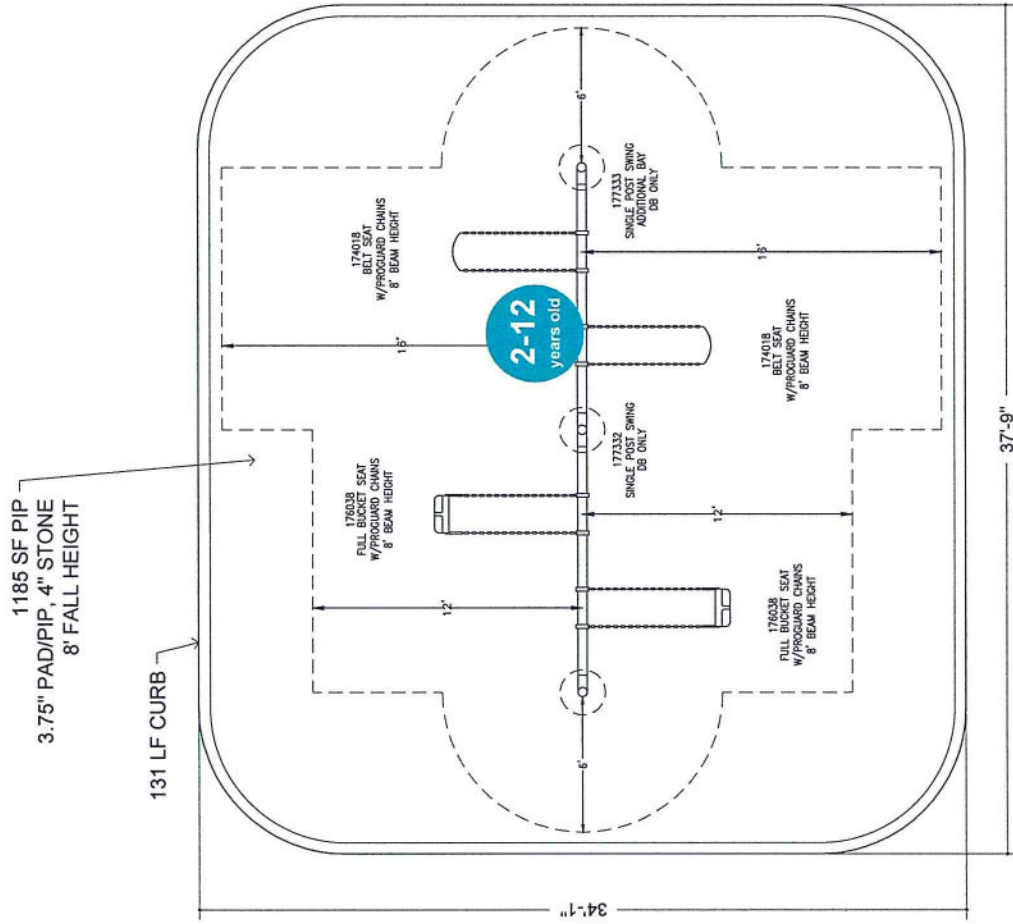 1185 SF PIP
3.75" PAD/PIP, 4" STONE
8' FALL HEIGHT
131 LF CURB
174018
BELT SEAT
W/PROGUARD CHAINS
8' BEAM HEIGHT
16'
6'
177333
SINGLE POST SWING
ADDITIONAL BAY
DB ONLY
2-12
years old
16'
174018
BELT SEAT
W/PROGUARD CHAINS
8' BEAM HEIGHT
176038
FULL BUCKET SEAT
W/PROGUARD CHAINS
8' BEAM HEIGHT
177332
SINGLE POST SWING
DB ONLY
12'
12'
176038
FULL BUCKET SEAT
W/PROGUARD CHAINS
8' BEAM HEIGHT
6'
37'-9"
34'-1"